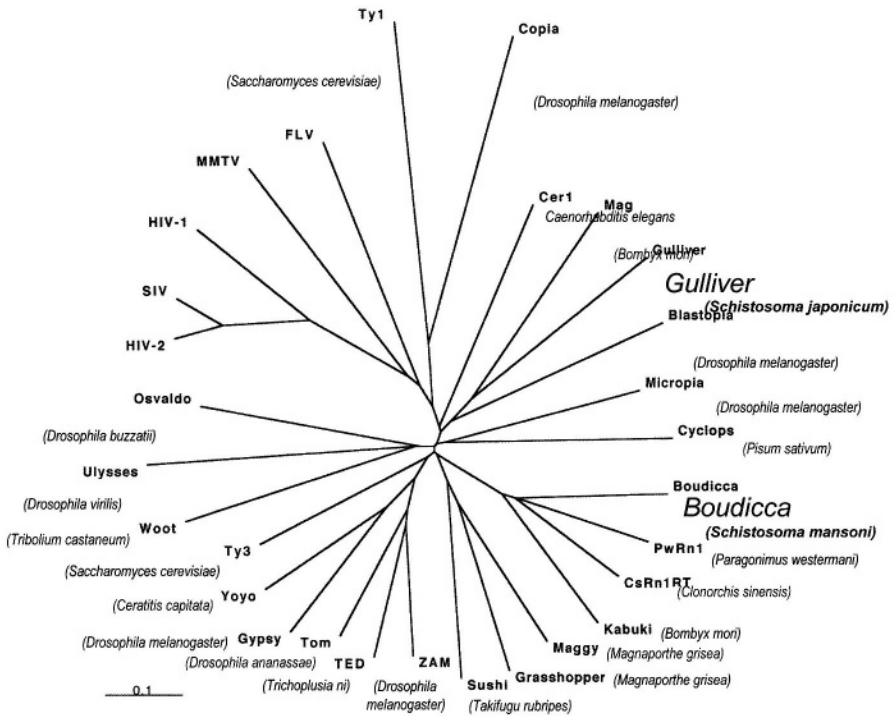 Ty1
Copia
(Saccharomyces cerevisiae)
(Drosophila melanogaster)
FLV
MMTV
Cer1
Mag
Caenorhabditis elegans
HIV-1
Gulliver
(Bombyx mori)
Gulliver
SIV
(Schistosoma japonicum)
Blastopia
HIV-2
(Drosophila melanogaster)
Micropia
Osvaldo
(Drosophila melanogaster)
Cyclops
(Drosophila buzzatii)
(Pisum sativum)
Ulysses
Boudicca
Boudicca
(Drosophila virilis)
Woot
(Schistosoma mansoni)
(Tribolium castaneum)
PwRn1
Ty3
(Paragonimus westermani)
(Saccharomyces cerevisiae)
CsRn1RT
(Clonorchis sinensis)
Yoyo
(Ceratitis capitata)
Kabuki
(Bombyx mori)
Gypsy
(Drosophila melanogaster)
Tom
Maggy
(Magnaporthe grisea)
(Drosophila ananassae)
TED
ZAM
Grasshopper
(Magnaporthe grisea)
Sushi
(Trichoplusia ni)
(Drosophila
melanogaster)
(Takifugu rubripes)
0.1